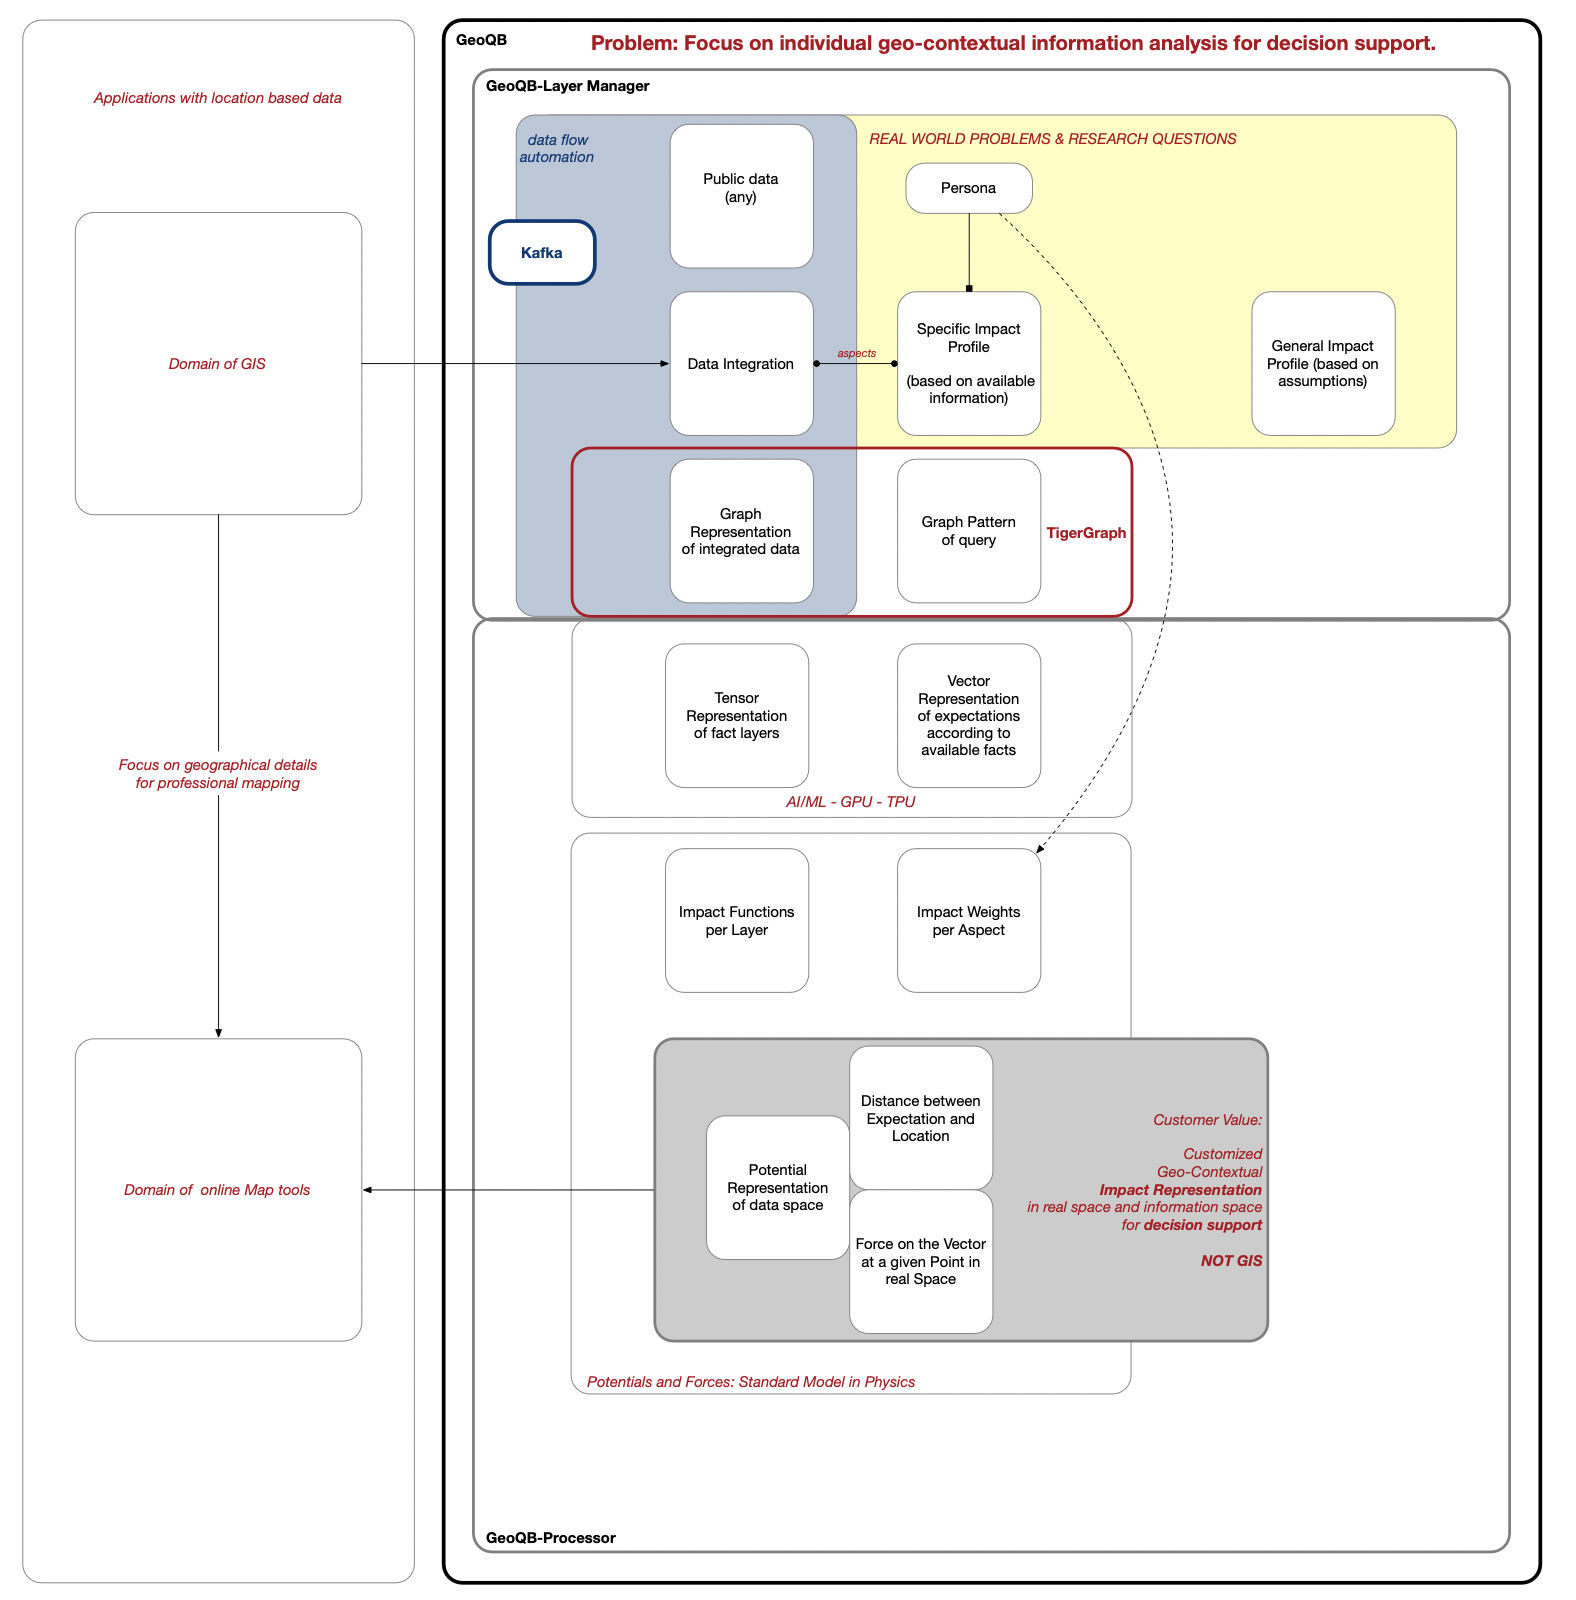 Applications with location based data
Domain of GIS
Focus on geographical details
for professional mapping
Domain of  online Map tools
GeoQB
Problem: Focus on individual geo-contextual information analysis for decision support.
GeoQB-Layer Manager
data flow
automation
Kafka
Public data
(any)
REAL WORLD PROBLEMS & RESEARCH QUESTIONS
Persona
Data Integration
aspects
Specific Impact
Profile
(based on available
information)
General Impact
Profile (based on
assumptions)
Graph
Representation
of integrated data
Graph Pattern
of query
TigerGraph
Tensor
Representation
of fact layers
Vector
Representation
of expectations
according to
available facts
AI/ML - GPU - TPU
Impact Functions
per Layer
Impact Weights
per Aspect
Potential
Representation
of data space
Distance between
Expectation and
Location
Force on the Vector
at a given Point in
real Space
Customer Value:
Customized
Geo-Contextual
Impact Representation
in real space and information space
for decision support
NOT GIS
Potentials and Forces: Standard Model in Physics
GeoQB-Processor